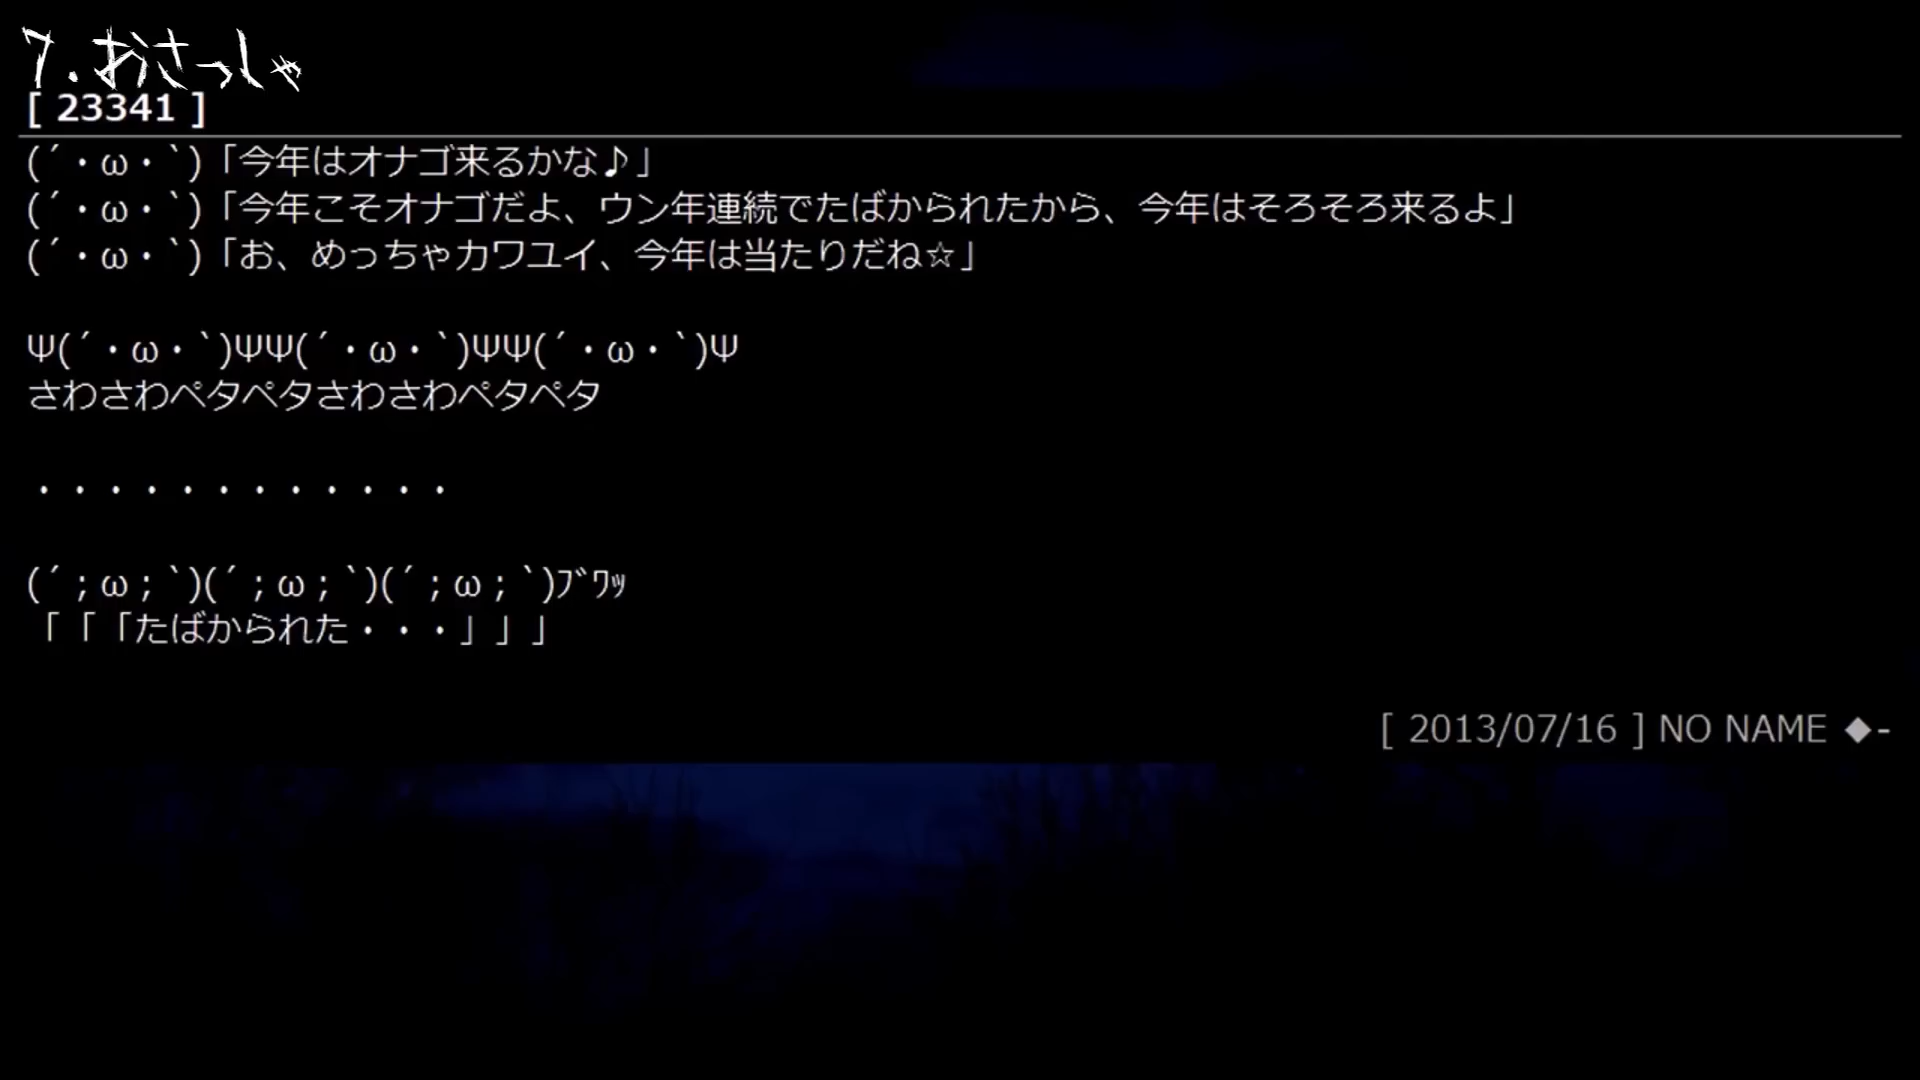 7.おさっしゃ
[ 23341 ]
(´・ω・`)「今年はオナゴ来るかな♪」
(´・ω・`)「今年こそオナゴだよ、ウン年連続でたばかられたから、今年はそろそろ来るよ」
(´・ω・`)「お、めっちゃカワユイ、今年は当たりだね☆」
Ψ(´・ω・`)ΨΨ(´・ω・`)ΨΨ(´・ω・`)Ψ
さわさわペタペタさわさわペタペタ
・・・・・・・・・・・・
(´；ω；`)(´；ω；`)(´；ω；`)ﾌﾞﾜｯ
「「「たばかられた・・・」」」
[ 2013/07/16 ] NO NAME ◆-